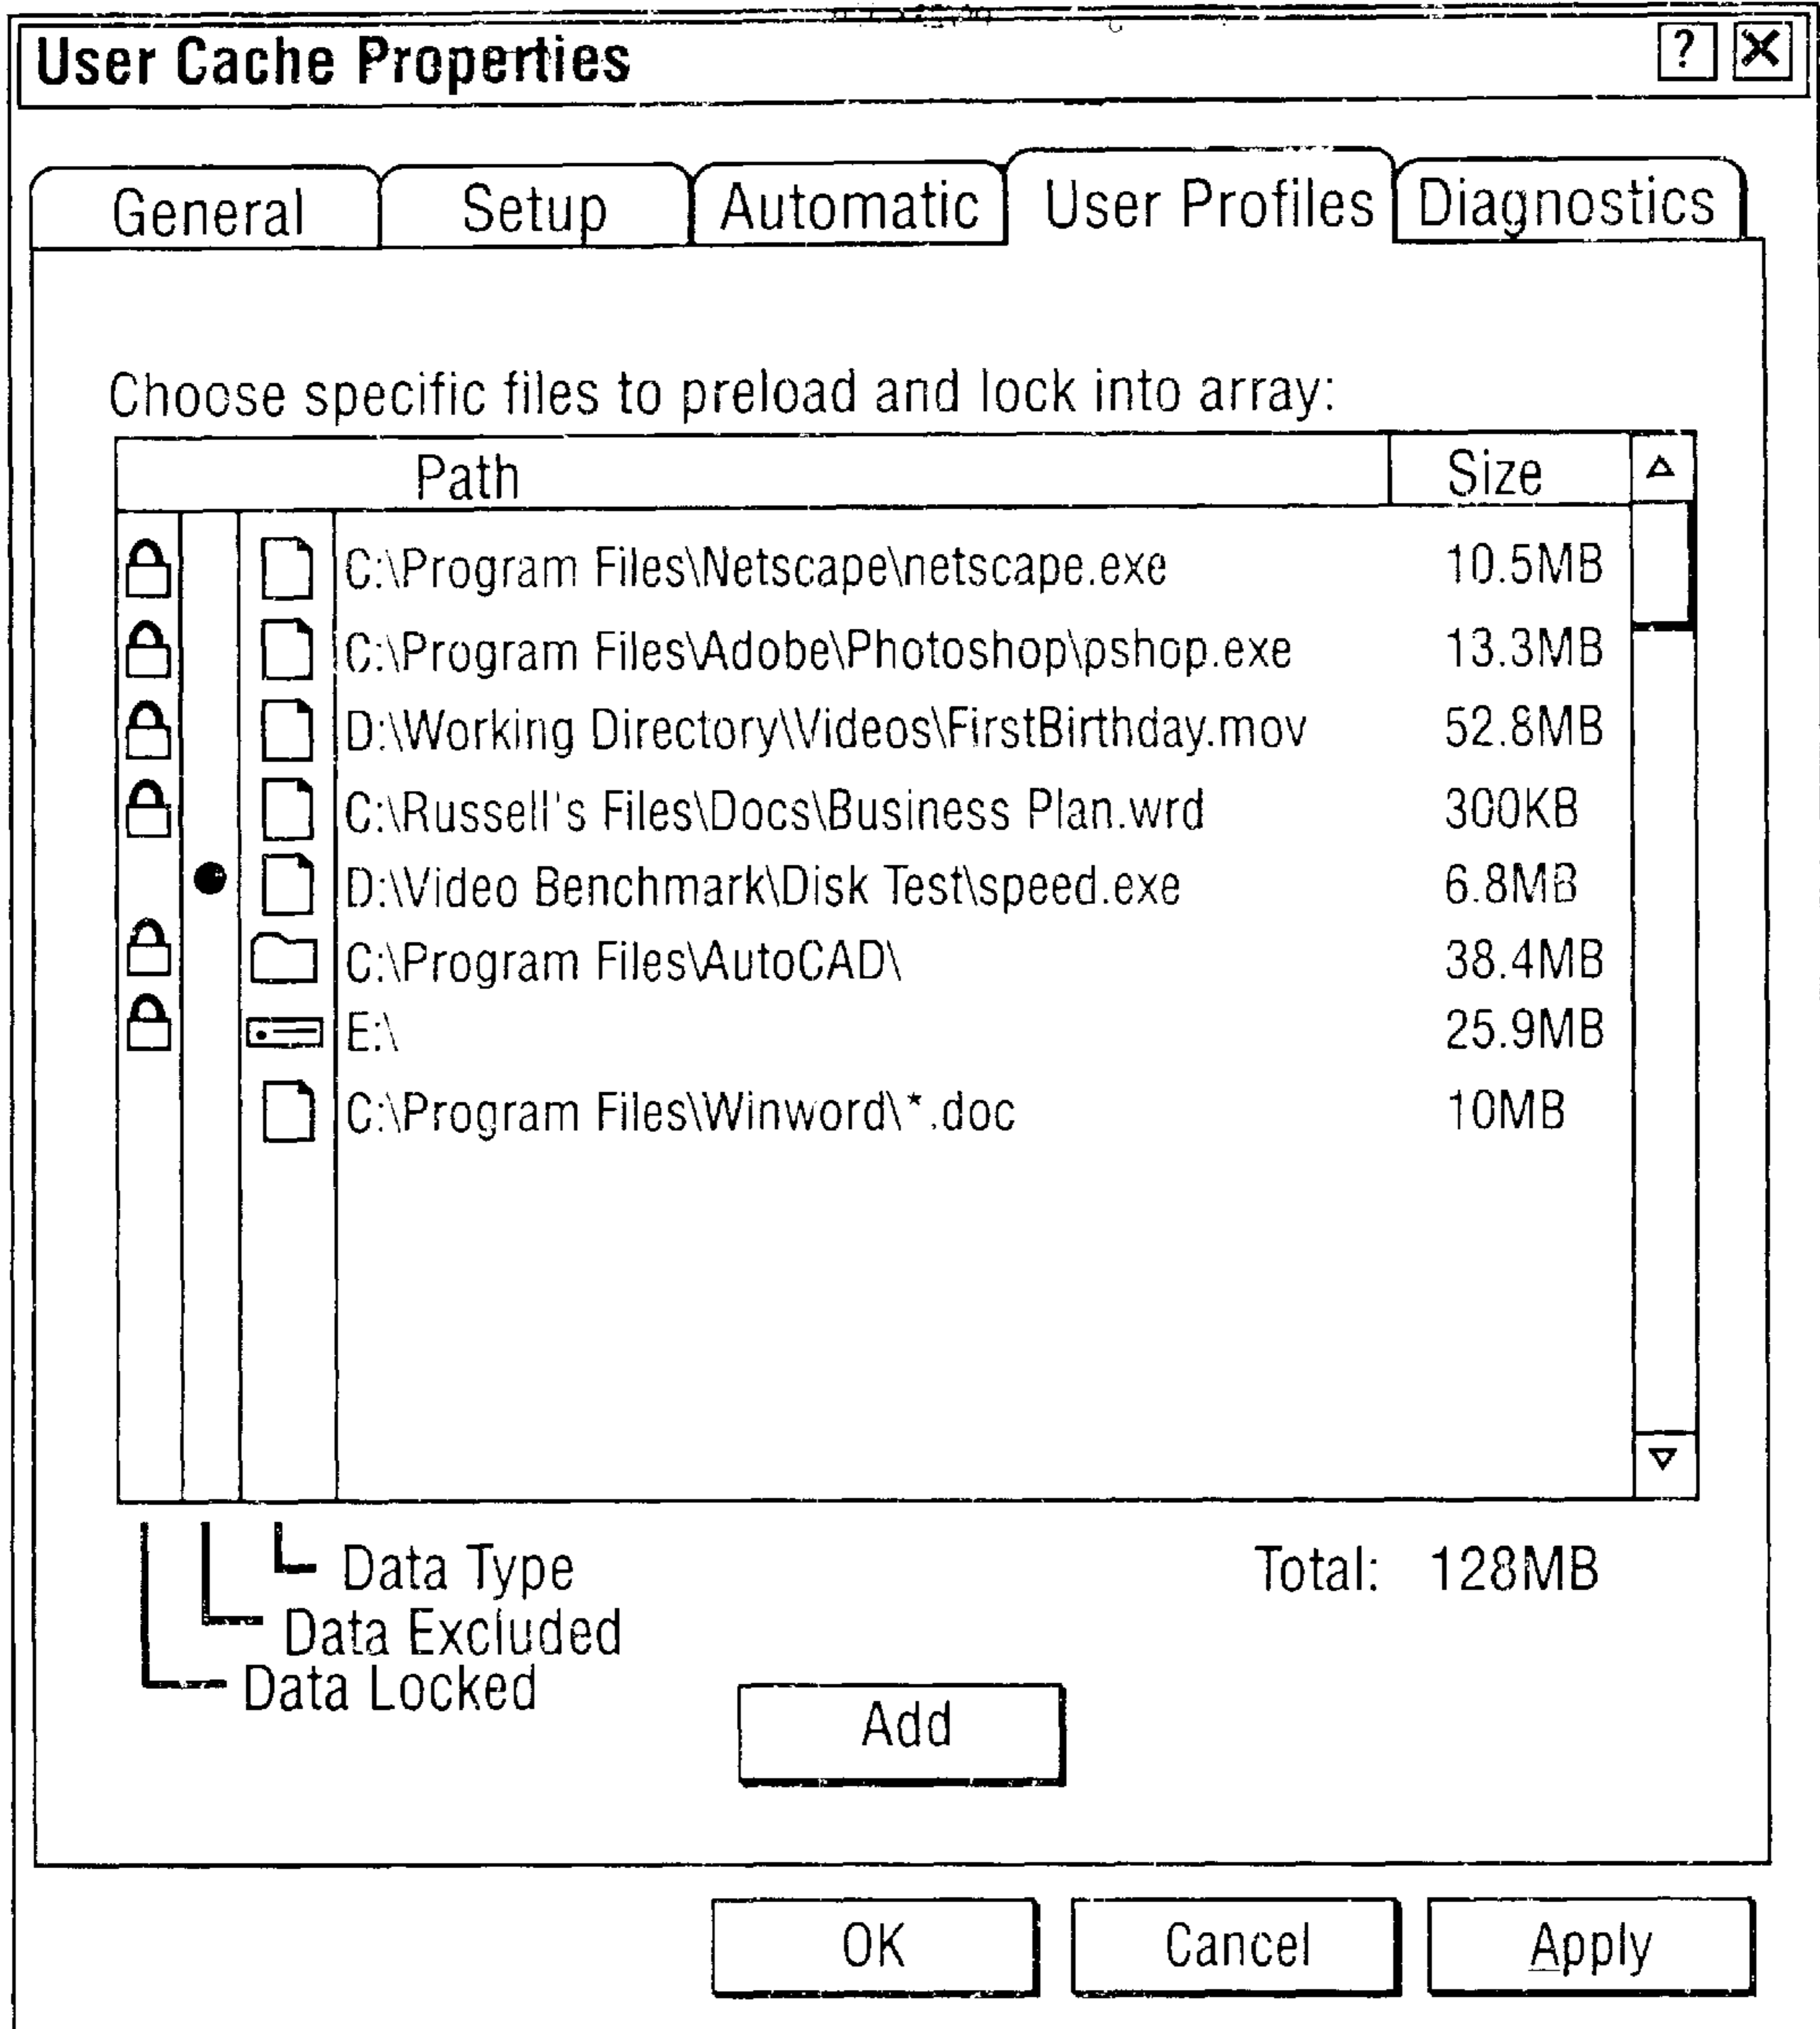 User Cache Properties ?
General Setup Automatic User Profiles Diagnostics
Choose specific files to preload and lock into array:
Path Size
C:\Program Files\Netscape\netscape.exe 10.5MB
C:\Program Files\Adobe\Photoshop\pshop.exe 13.3MB
D:\Working Directory\Videos\FirstBirthday.mov 52.8MB
C:\Russell's Files\Docs\Business Plan.wrd 300KB
D:\Video Benchmark\Disk Test\speed.exe 6.8MB
C:\Program Files\AutoCAD\ 38.4MB
E:\ 25.9MB
C:\Program Files\Winword\*.doc 10MB
Data Type Total: 128MB
Data Excluded
Data Locked
Add
OK Cancel Apply